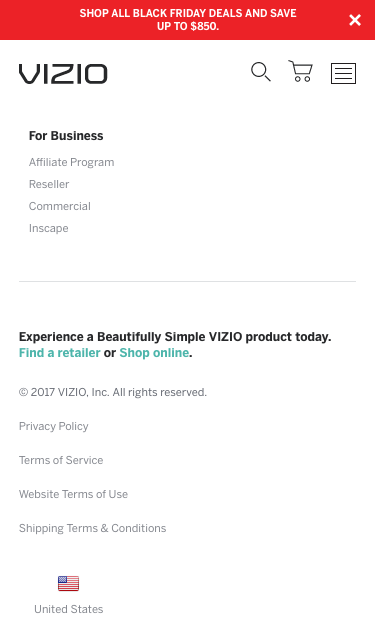 SHOP ALL BLACK FRIDAY DEALS AND SAVE
UP TO $850.
VIZIO
For Business
Affiliate Program
Reseller
Commercial
Inscape
Experience a Beautifully Simple VIZIO product today.
Find a retailer or Shop online.
© 2017 VIZIO, Inc. All rights reserved.
Privacy Policy
Terms of Service
Website Terms of Use
Shipping Terms & Conditions
United States